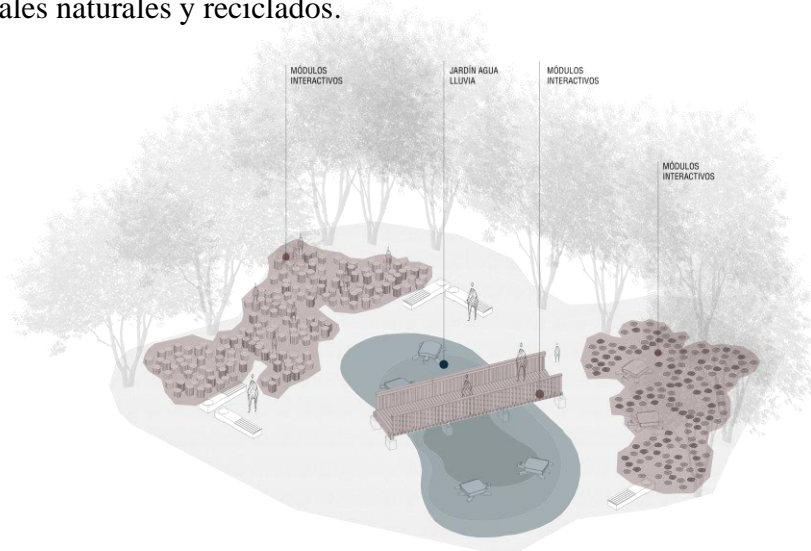 ales naturales y reciclados.
MÓDULOS
INTERACTIVOS
JARDÍN AGUA
LLUVIA
MÓDULOS
INTERACTIVOS
MÓDULOS
INTERACTIVOS